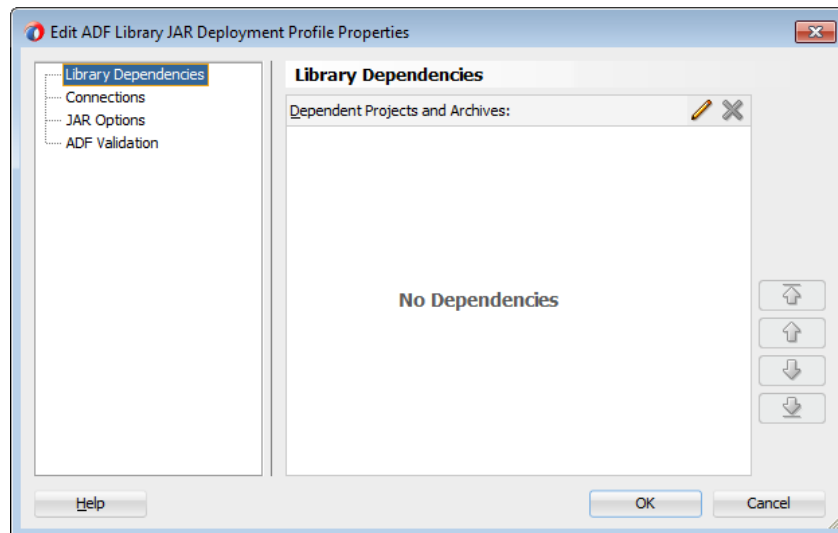 Edit ADF Library JAR Deployment Profile Properties
Library Dependencies
Connections
JAR Options
ADF Validation
Library Dependencies
Dependent Projects and Archives:
No Dependencies
Help
OK
Cancel